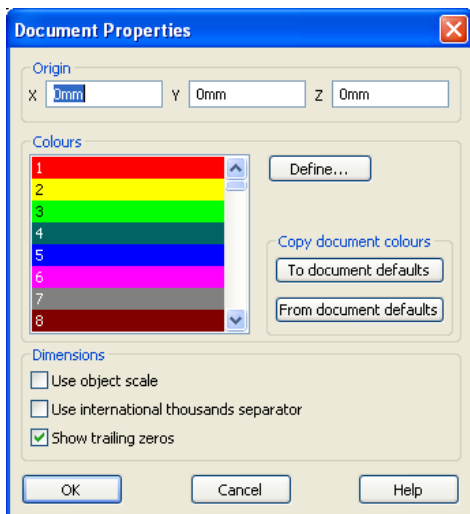 Document Properties
Origin
X 0mm Y 0mm Z 0mm
Colours
1
2
3
4
5
6
7
8
Define...
Copy document colours
To document defaults
From document defaults
Dimensions
Use object scale
Use international thousands separator
Show trailing zeros
OK Cancel Help